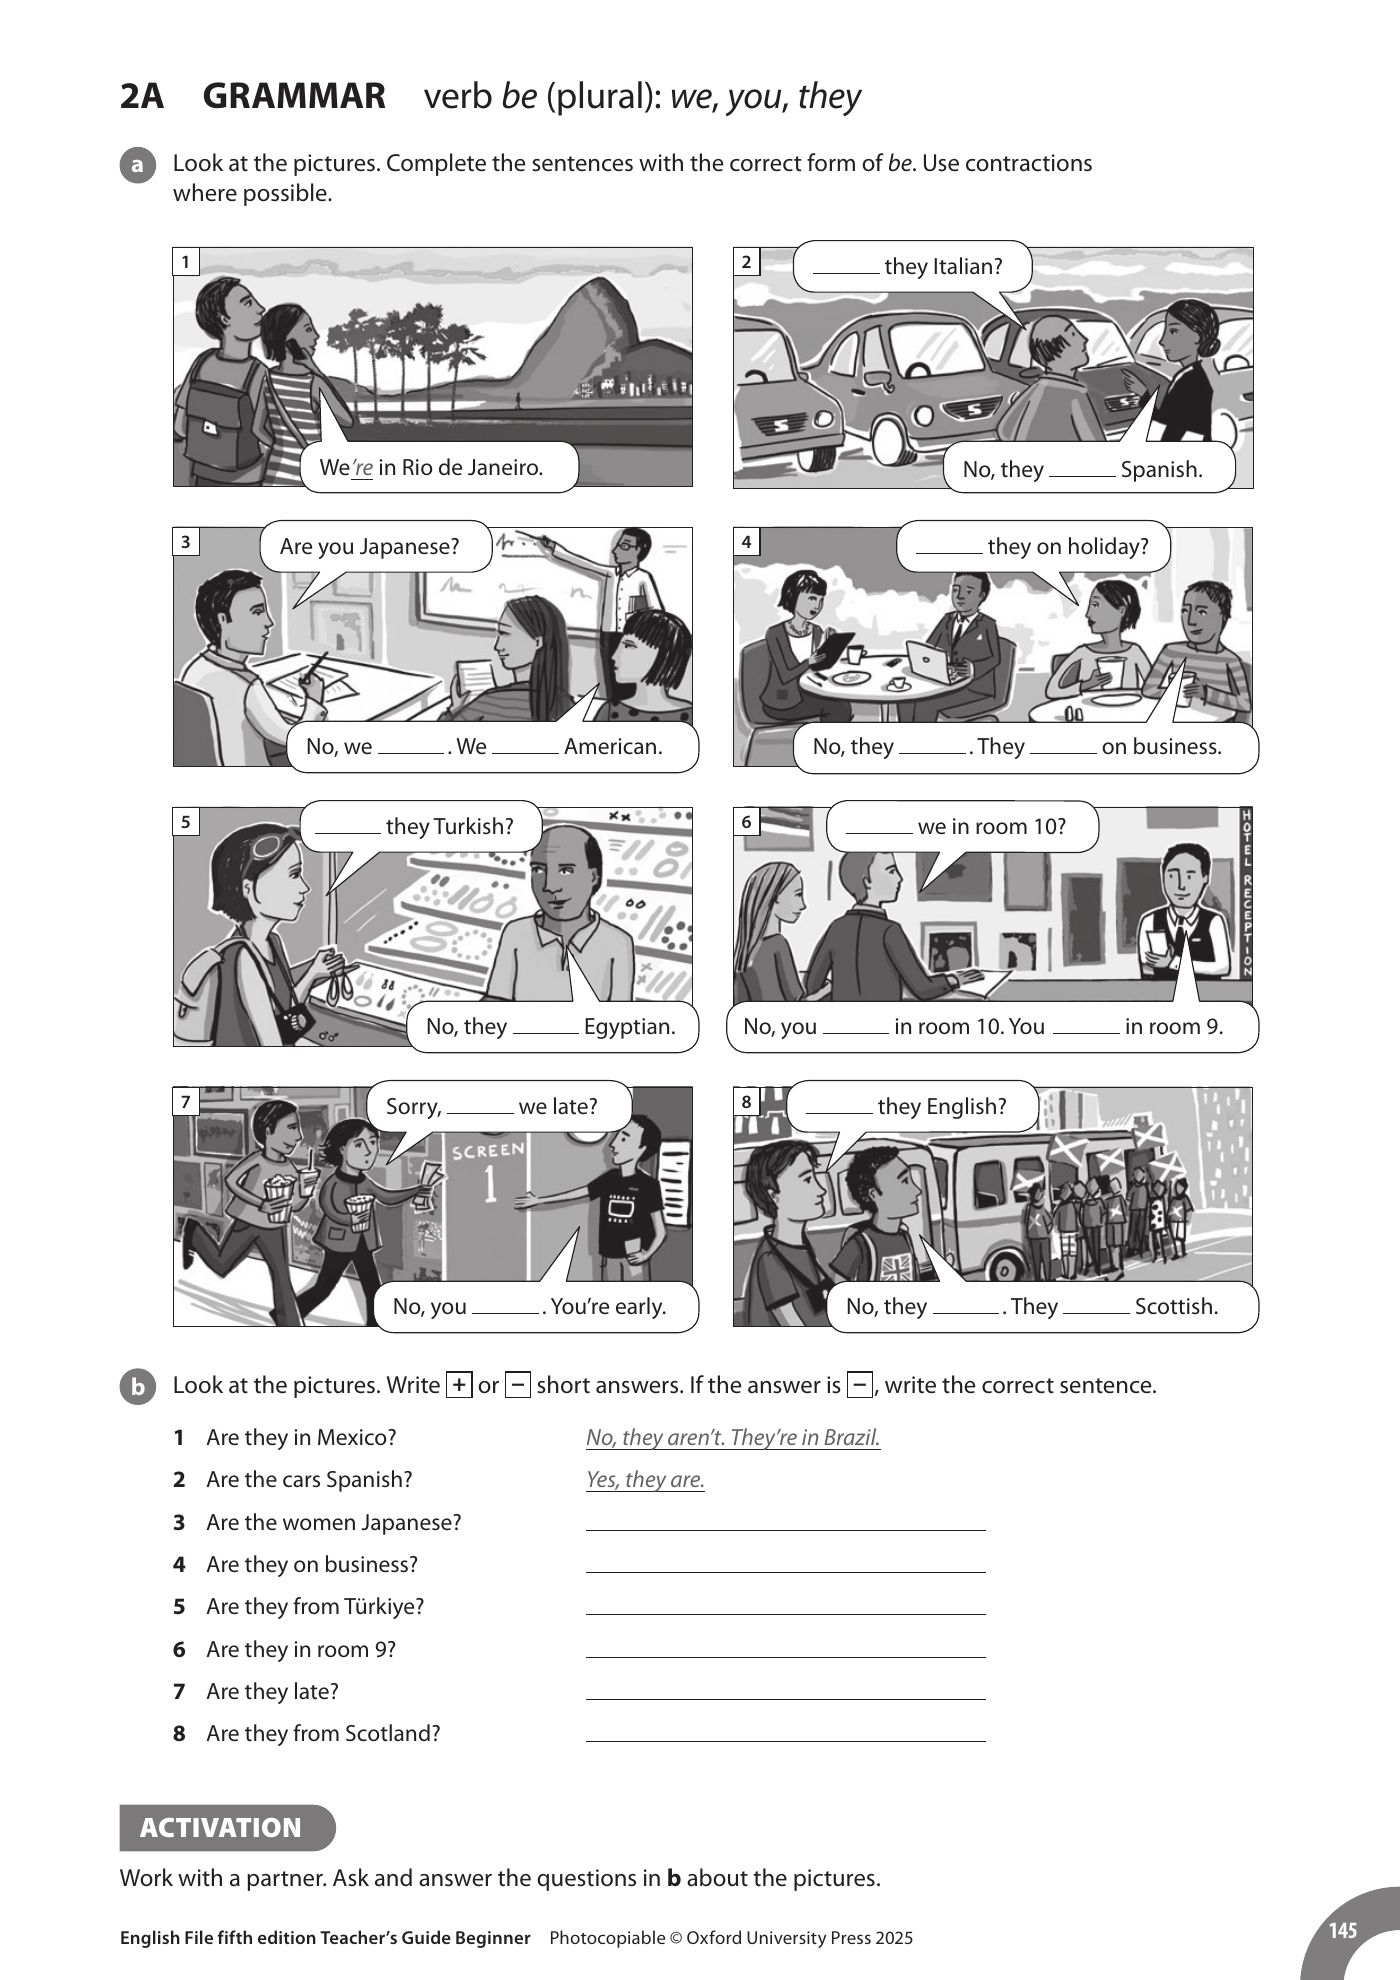 2A GRAMMAR verb be (plural): we, you, they
a Look at the pictures. Complete the sentences with the correct form of be. Use contractions
where possible.
1
We're in Rio de Janeiro.
2
______ they Italian?
S
S
S
No, they ______ Spanish.
3
Are you Japanese?
No, we ______. We ______ American.
4
______ they on holiday?
No, they ______. They ______ on business.
5
______ they Turkish?
No, they ______ Egyptian.
6
______ we in room 10?
HOTEL RECEPTION
No, you ______ in room 10. You ______ in room 9.
7
Sorry, ______ we late?
SCREEN
1
No, you ______. You're early.
8
______ they English?
No, they ______. They ______ Scottish.
b Look at the pictures. Write + or – short answers. If the answer is –, write the correct sentence.
1 Are they in Mexico? No, they aren't. They're in Brazil.
2 Are the cars Spanish? Yes, they are.
3 Are the women Japanese?
4 Are they on business?
5 Are they from Türkiye?
6 Are they in room 9?
7 Are they late?
8 Are they from Scotland?
ACTIVATION
Work with a partner. Ask and answer the questions in b about the pictures.
English File fifth edition Teacher's Guide Beginner Photocopiable © Oxford University Press 2025
145